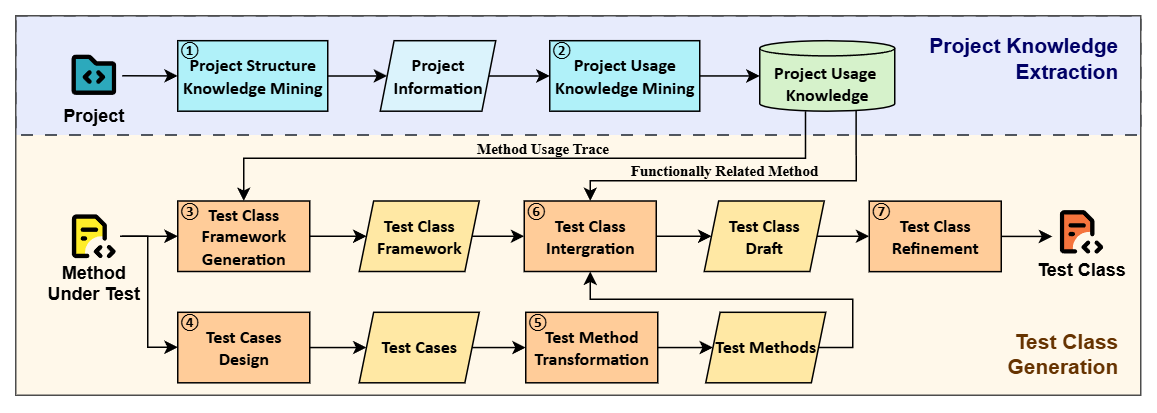 Project Knowledge
Extraction
①
Project Structure
Knowledge Mining
Project
Information
②
Project Usage
Knowledge Mining
Project Usage
Knowledge
Project
Method Usage Trace
Functionally Related Method
③
Test Class
Framework
Generation
Test Class
Framework
⑥
Test Class
Intergration
Test Class
Draft
⑦
Test Class
Refinement
Test Class
Method
Under Test
④
Test Cases
Design
Test Cases
⑤
Test Method
Transformation
Test Methods
Test Class
Generation